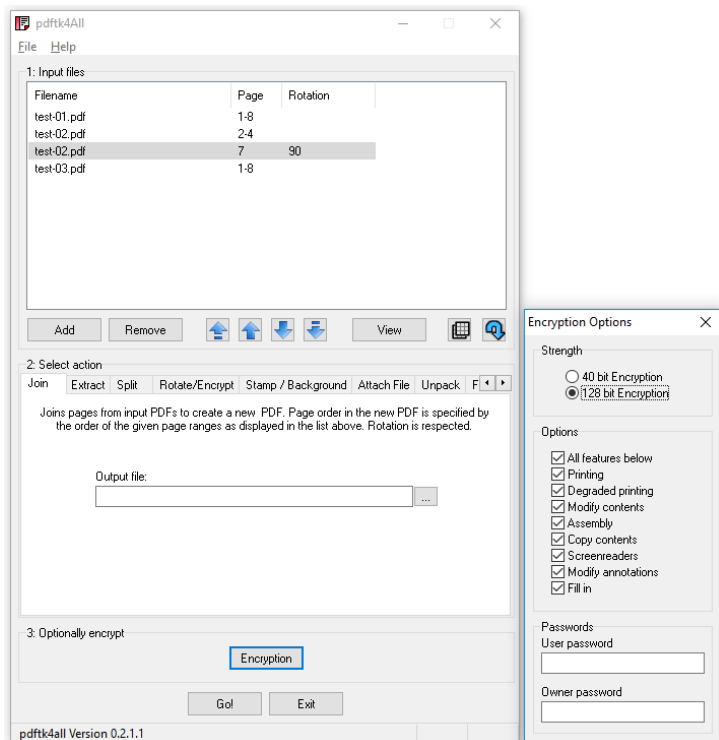 pdftk4All
File Help
1: Input files
Filename Page Rotation
test-01.pdf 1-8
test-02.pdf 2-4
test-02.pdf 7 90
test-03.pdf 1-8
Add Remove View
2: Select action
Join Extract Split Rotate/Encrypt Stamp / Background Attach File Unpack F
Joins pages from input PDFs to create a new PDF. Page order in the new PDF is specified by
the order of the given page ranges as displayed in the list above. Rotation is respected.
Output file:
...
3: Optionally encrypt
Encryption
Go! Exit
pdftk4all Version 0.2.1.1
Encryption Options
Strength
40 bit Encryption
128 bit Encryption
Options
All features below
Printing
Degraded printing
Modify contents
Assembly
Copy contents
Screenreaders
Modify annotations
Fill in
Passwords
User password
Owner password